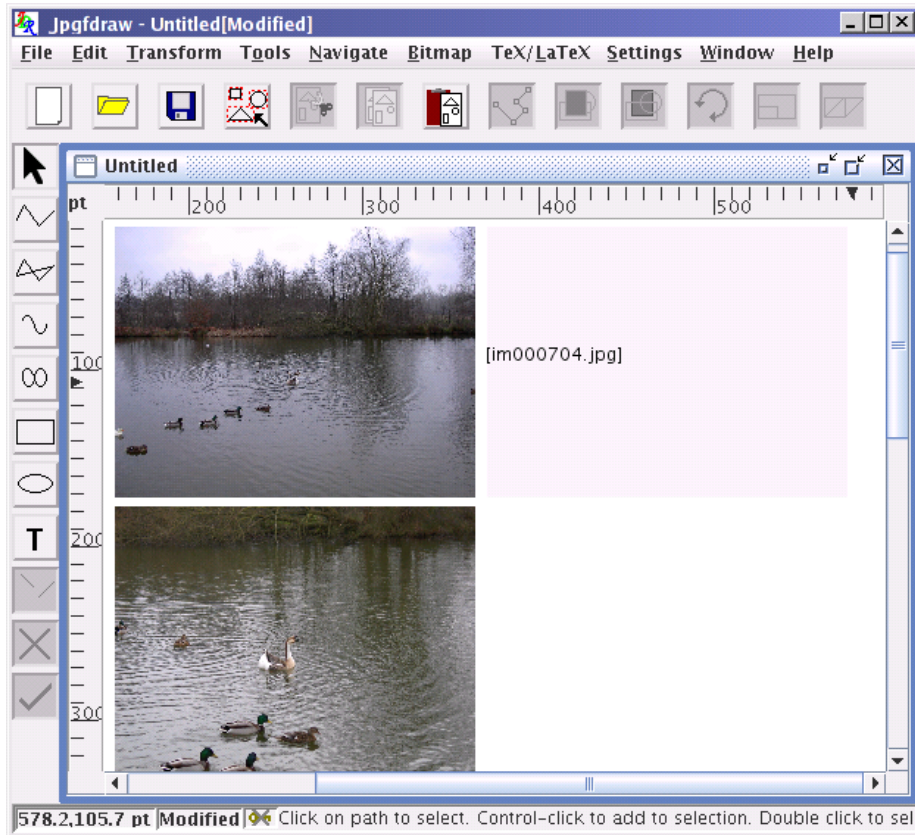 Jpgfdraw - Untitled[Modified]
File Edit Transform Tools Navigate Bitmap TeX/LaTeX Settings Window Help
Untitled
pt 200 300 400 500
[im000704.jpg]
100
T
200
300
578.2,105.7 pt Modified Click on path to select. Control-click to add to selection. Double click to sel